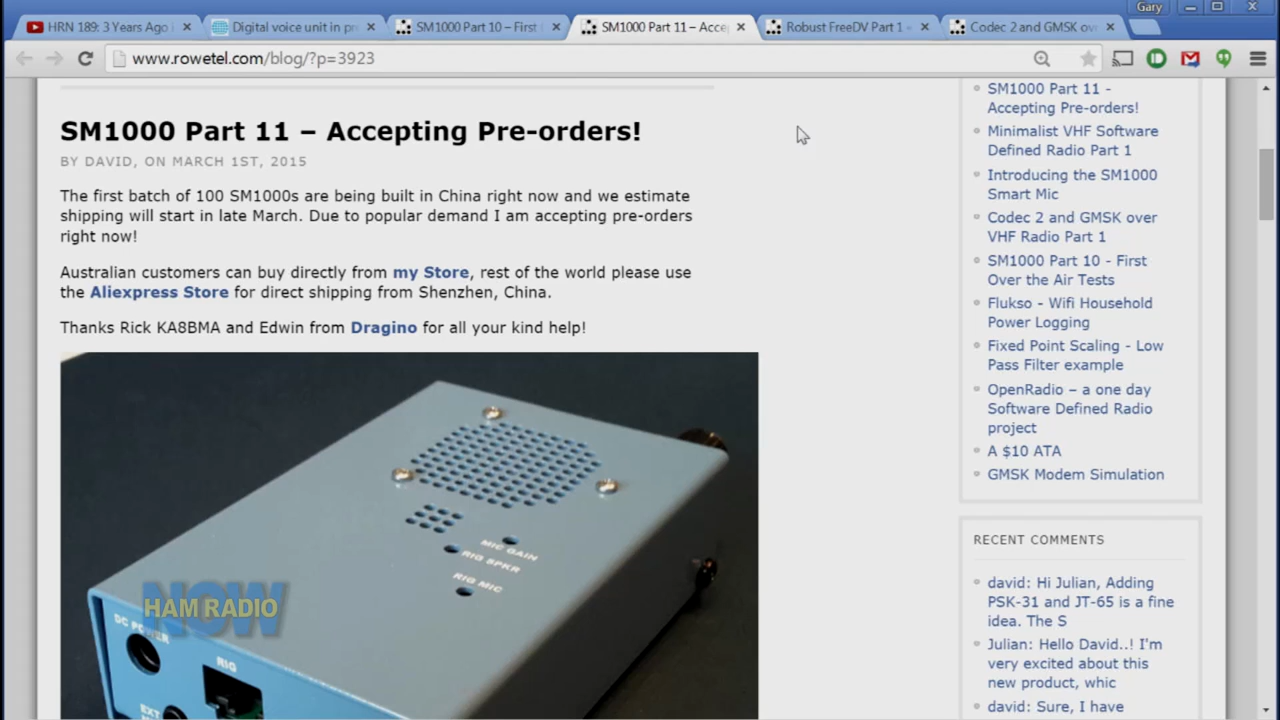 Gary
HRN 189: 3 Years Ago
Digital voice unit in pr
SM1000 Part 10 – First
SM1000 Part 11 – Acce
Robust FreeDV Part 1
Codec 2 and GMSK ov
www.rowetel.com/blog/?p=3923
SM1000 Part 11 – Accepting Pre-orders!
BY DAVID, ON MARCH 1ST, 2015
The first batch of 100 SM1000s are being built in China right now and we estimate
shipping will start in late March. Due to popular demand I am accepting pre-orders
right now!
Australian customers can buy directly from my Store, rest of the world please use
the Aliexpress Store for direct shipping from Shenzhen, China.
Thanks Rick KA8BMA and Edwin from Dragino for all your kind help!
MIC GAIN
RIG SPKR
RIG MIC
DC POWER
RIG
EXT
NOW
HAM RADIO
SM1000 Part 11 -
Accepting Pre-orders!
Minimalist VHF Software
Defined Radio Part 1
Introducing the SM1000
Smart Mic
Codec 2 and GMSK over
VHF Radio Part 1
SM1000 Part 10 - First
Over the Air Tests
Flukso - Wifi Household
Power Logging
Fixed Point Scaling - Low
Pass Filter example
OpenRadio – a one day
Software Defined Radio
project
A $10 ATA
GMSK Modem Simulation
RECENT COMMENTS
david: Hi Julian, Adding
PSK-31 and JT-65 is a fine
idea. The S
Julian: Hello David..! I'm
very excited about this
new product, whic
david: Sure, I have